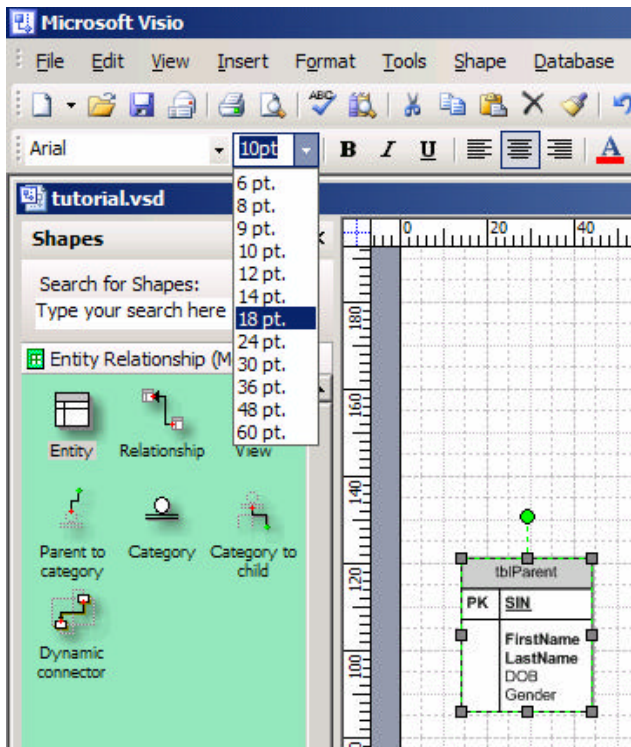 Microsoft Visio
File Edit View Insert Format Tools Shape Database
ABC
Arial 10pt B I U A
6 pt.
8 pt.
9 pt.
10 pt.
12 pt.
14 pt.
18 pt.
24 pt.
30 pt.
36 pt.
48 pt.
60 pt.
tutorial.vsd
Shapes
Search for Shapes:
Type your search here
Entity Relationship (M
Entity Relationship View
Parent to category
Category
Category to child
Dynamic connector
0 20 40
180
160
140
120
100
tblParent
PK SIN
FirstName
LastName
DOB
Gender